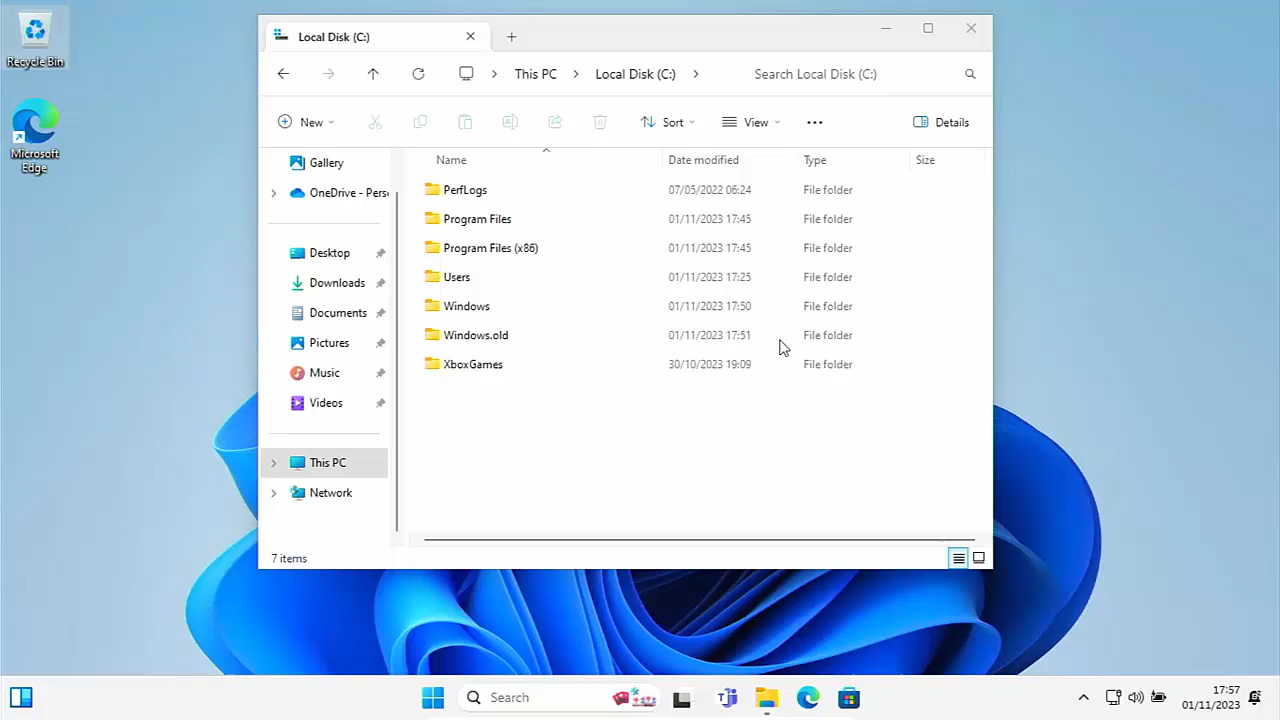 Recycle Bin
Microsoft
Edge
Local Disk (C:)
This PC
Local Disk (C:)
Search Local Disk (C:)
New
Sort
View
Details
Gallery
OneDrive - Pers
Desktop
Downloads
Documents
Pictures
Music
Videos
This PC
Network
Name Date modified Type Size
PerfLogs 07/05/2022 06:24 File folder
Program Files 01/11/2023 17:45 File folder
Program Files (x86) 01/11/2023 17:45 File folder
Users 01/11/2023 17:25 File folder
Windows 01/11/2023 17:50 File folder
Windows.old 01/11/2023 17:51 File folder
XboxGames 30/10/2023 19:09 File folder
7 items
Search
17:57
01/11/2023